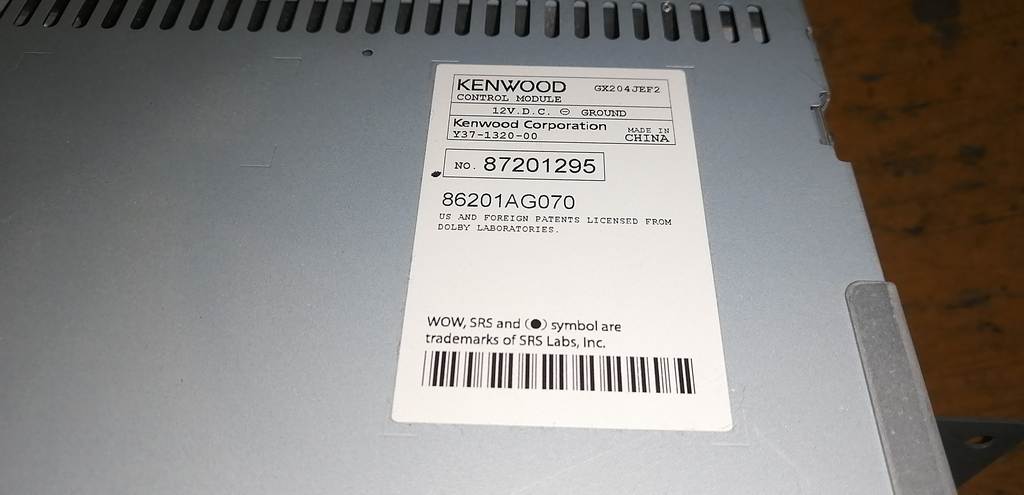 KENWOOD GX204JEF2
CONTROL MODULE
12V.D.C. ⊖ GROUND
Kenwood Corporation MADE IN
Y37-1320-00 CHINA
NO. 87201295
86201AG070
US AND FOREIGN PATENTS LICENSED FROM
DOLBY LABORATORIES.
WOW, SRS and (●) symbol are
trademarks of SRS Labs, Inc.